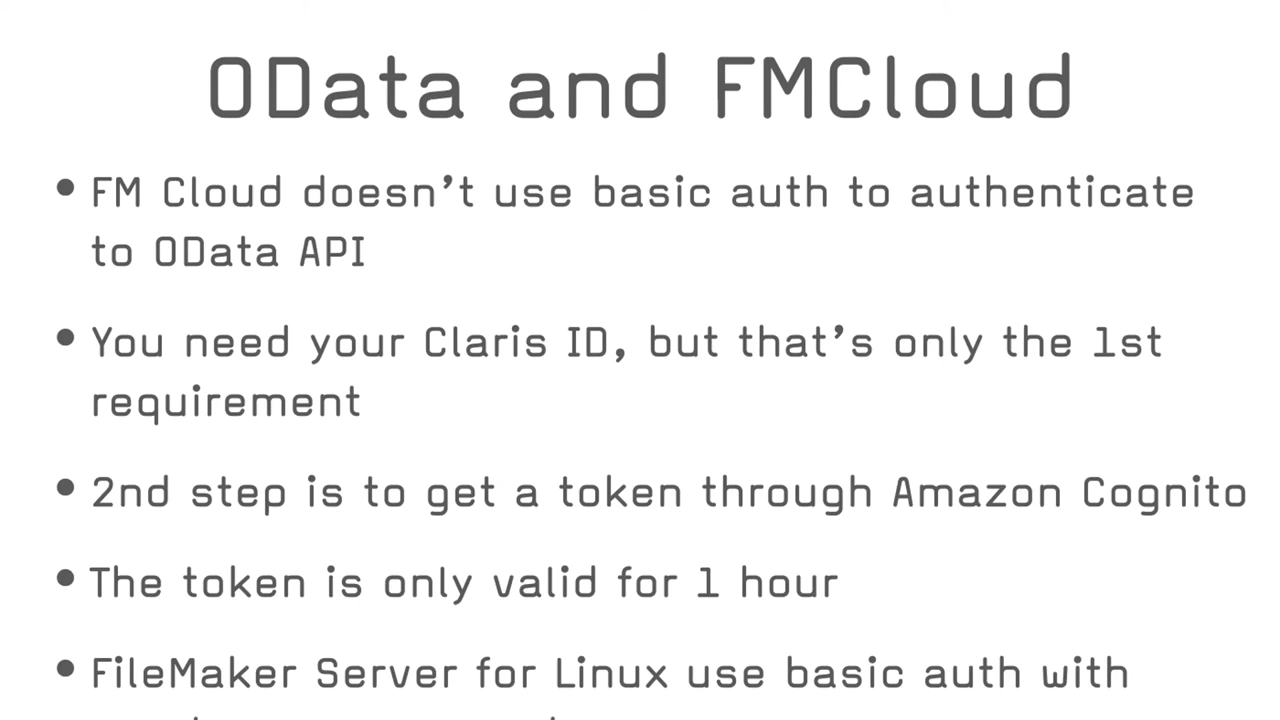 OData and FMCloud
• FM Cloud doesn't use basic auth to authenticate
to OData API
• You need your Claris ID, but that's only the 1st
requirement
• 2nd step is to get a token through Amazon Cognito
• The token is only valid for 1 hour
• FileMaker Server for Linux use basic auth with